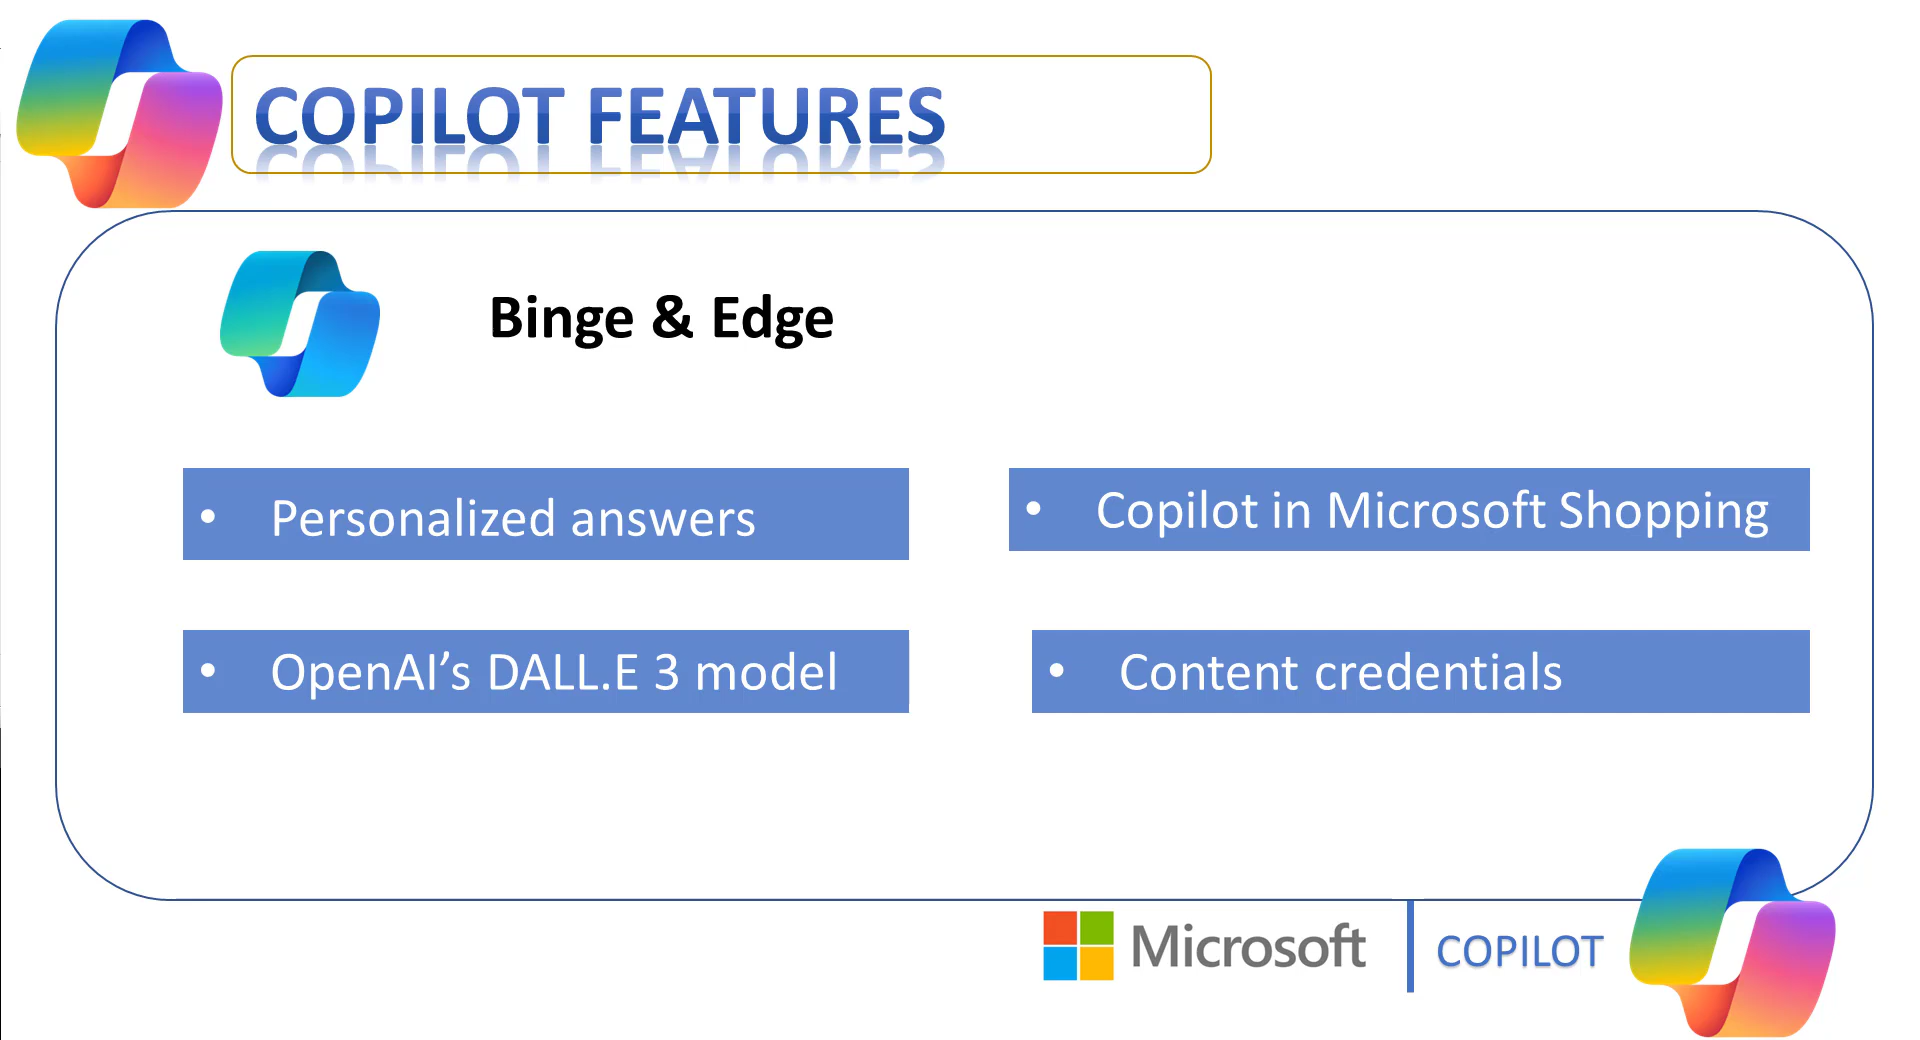 COPILOT FEATURES
Binge & Edge
• Personalized answers
• Copilot in Microsoft Shopping
• OpenAI’s DALL.E 3 model
• Content credentials
Microsoft
COPILOT